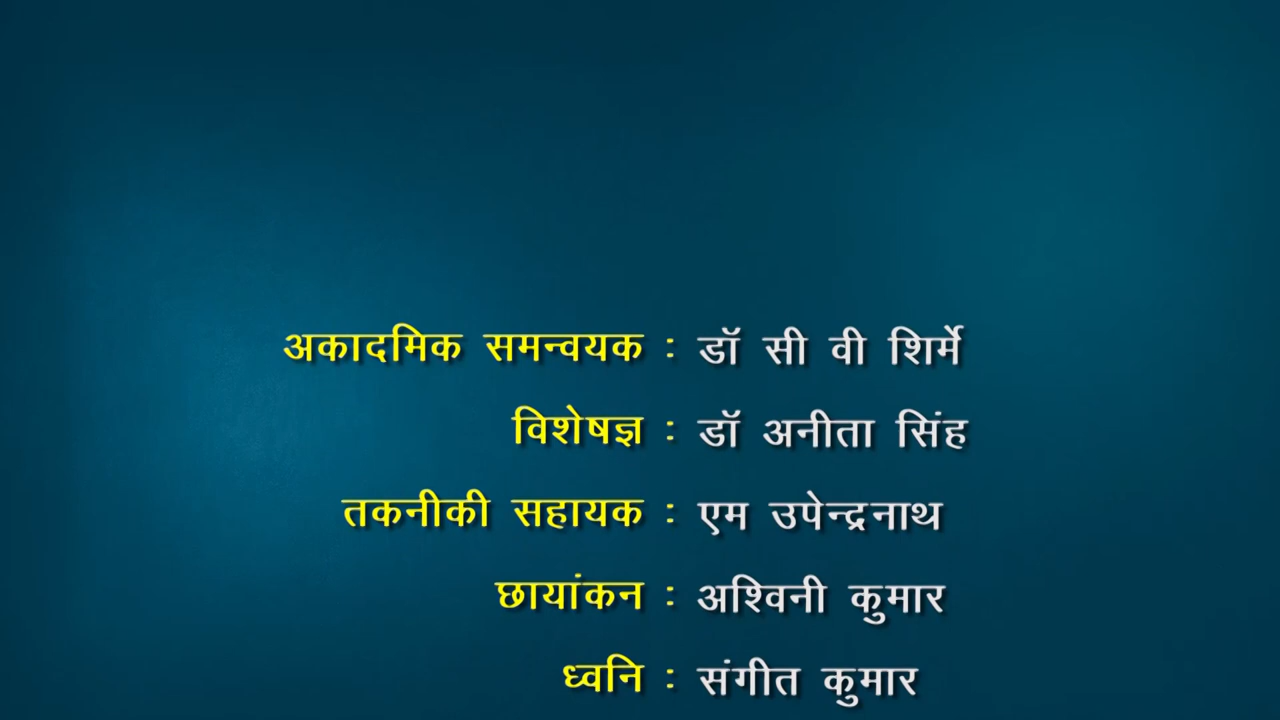 अकादमिक समन्वयक : डॉ सी वी शिर्मे
विशेषज्ञ : डॉ अनीता सिंह
तकनीकी सहायक : एम उपेन्द्रनाथ
छायांकन : अश्विनी कुमार
ध्वनि : संगीत कुमार